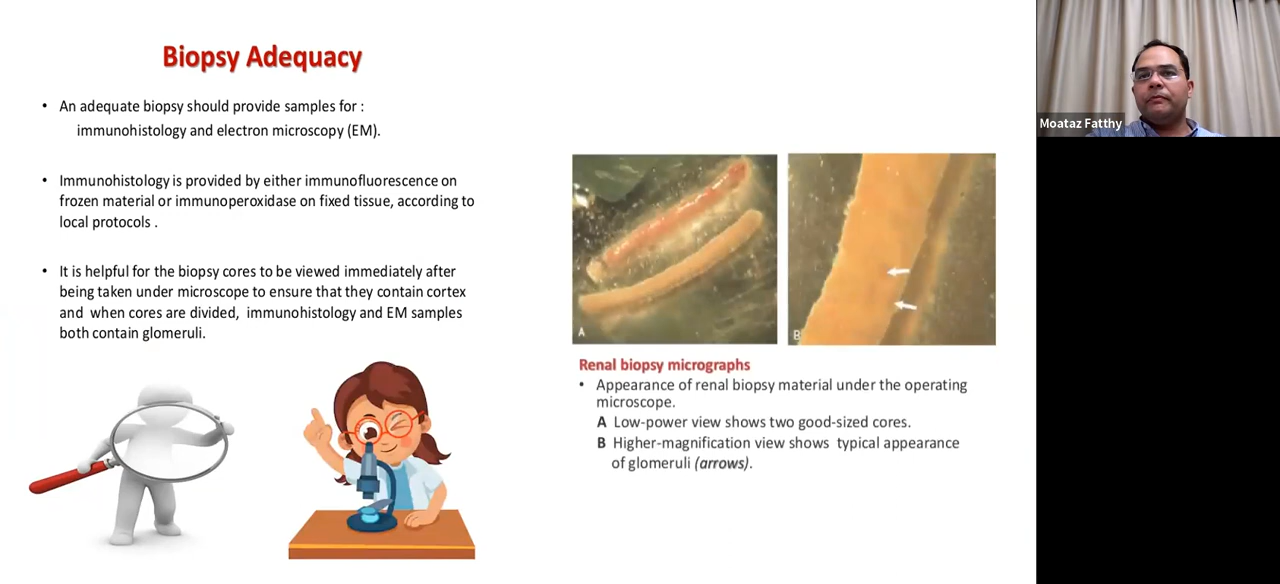 Biopsy Adequacy
• An adequate biopsy should provide samples for :
immunohistology and electron microscopy (EM).
• Immunohistology is provided by either immunofluorescence on
frozen material or immunoperoxidase on fixed tissue, according to
local protocols .
• It is helpful for the biopsy cores to be viewed immediately after
being taken under microscope to ensure that they contain cortex
and when cores are divided, immunohistology and EM samples
both contain glomeruli.
A
B
Renal biopsy micrographs
• Appearance of renal biopsy material under the operating
microscope.
A Low-power view shows two good-sized cores.
B Higher-magnification view shows typical appearance
of glomeruli (arrows).
Moataz Fatthy